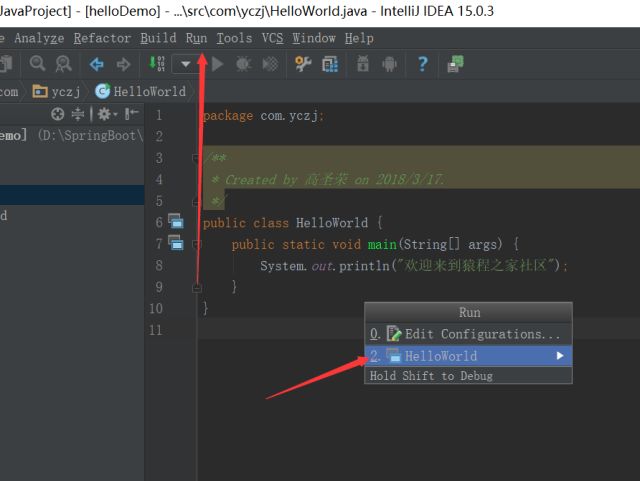 JavaProject] - [helloDemo] - ...\src\com\yczj\HelloWorld.java - IntelliJ IDEA 15.0.3
Analyze Refactor Build Run Tools VCS Window Help
com yczj HelloWorld
emo] (D:\SpringBoot\
d
1 package com.yczj;
2
3 /**
4 * Created by 高圣荣 on 2018/3/17.
5 */
6 public class HelloWorld {
7 public static void main(String[] args) {
8 System.out.println("欢迎来到猿程之家社区");
9 }
10 }
11
Run
0. Edit Configurations...
2. HelloWorld
Hold Shift to Debug